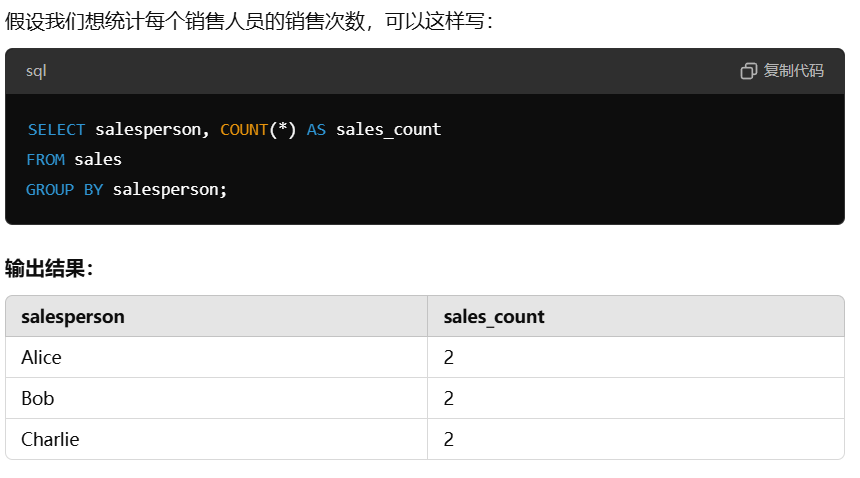 假设我们想统计每个销售人员的销售次数，可以这样写：
sql 复制代码
SELECT salesperson, COUNT(*) AS sales_count
FROM sales
GROUP BY salesperson;
输出结果：
salesperson sales_count
Alice 2
Bob 2
Charlie 2